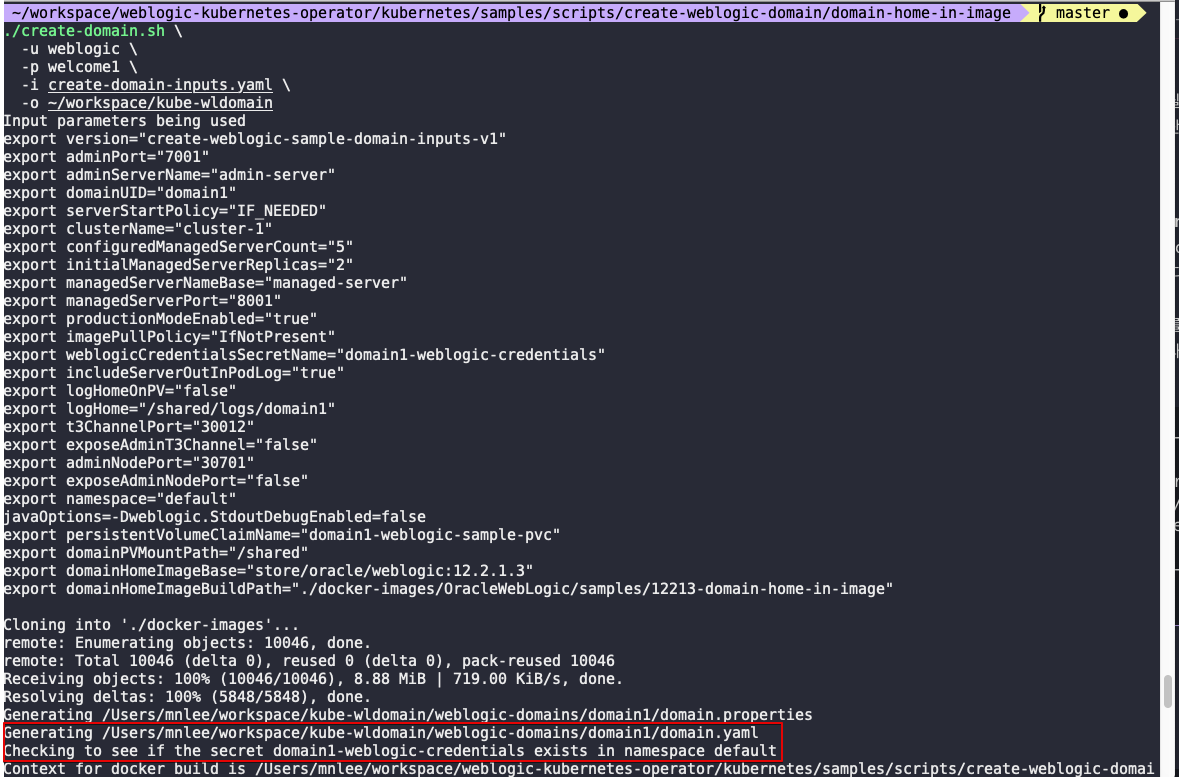 ~/workspace/weblogic-kubernetes-operator/kubernetes/samples/scripts/create-weblogic-domain/domain-home-in-image master ●
./create-domain.sh \
-u weblogic \
-p welcome1 \
-i create-domain-inputs.yaml \
-o ~/workspace/kube-wldomain
Input parameters being used
export version="create-weblogic-sample-domain-inputs-v1"
export adminPort="7001"
export adminServerName="admin-server"
export domainUID="domain1"
export serverStartPolicy="IF_NEEDED"
export clusterName="cluster-1"
export configuredManagedServerCount="5"
export initialManagedServerReplicas="2"
export managedServerNameBase="managed-server"
export managedServerPort="8001"
export productionModeEnabled="true"
export imagePullPolicy="IfNotPresent"
export weblogicCredentialsSecretName="domain1-weblogic-credentials"
export includeServerOutInPodLog="true"
export logHomeOnPV="false"
export logHome="/shared/logs/domain1"
export t3ChannelPort="30012"
export exposeAdminT3Channel="false"
export adminNodePort="30701"
export exposeAdminNodePort="false"
export namespace="default"
javaOptions=-Dweblogic.StdoutDebugEnabled=false
export persistentVolumeClaimName="domain1-weblogic-sample-pvc"
export domainPVMountPath="/shared"
export domainHomeImageBase="store/oracle/weblogic:12.2.1.3"
export domainHomeImageBuildPath="./docker-images/OracleWebLogic/samples/12213-domain-home-in-image"
Cloning into './docker-images'...
remote: Enumerating objects: 10046, done.
remote: Total 10046 (delta 0), reused 0 (delta 0), pack-reused 10046
Receiving objects: 100% (10046/10046), 8.88 MiB | 719.00 KiB/s, done.
Resolving deltas: 100% (5848/5848), done.
Generating /Users/mnlee/workspace/kube-wldomain/weblogic-domains/domain1/domain.properties
Generating /Users/mnlee/workspace/kube-wldomain/weblogic-domains/domain1/domain.yaml
Checking to see if the secret domain1-weblogic-credentials exists in namespace default
Context for docker build is /Users/mnlee/workspace/weblogic-kubernetes-operator/kubernetes/samples/scripts/create-weblogic-domai